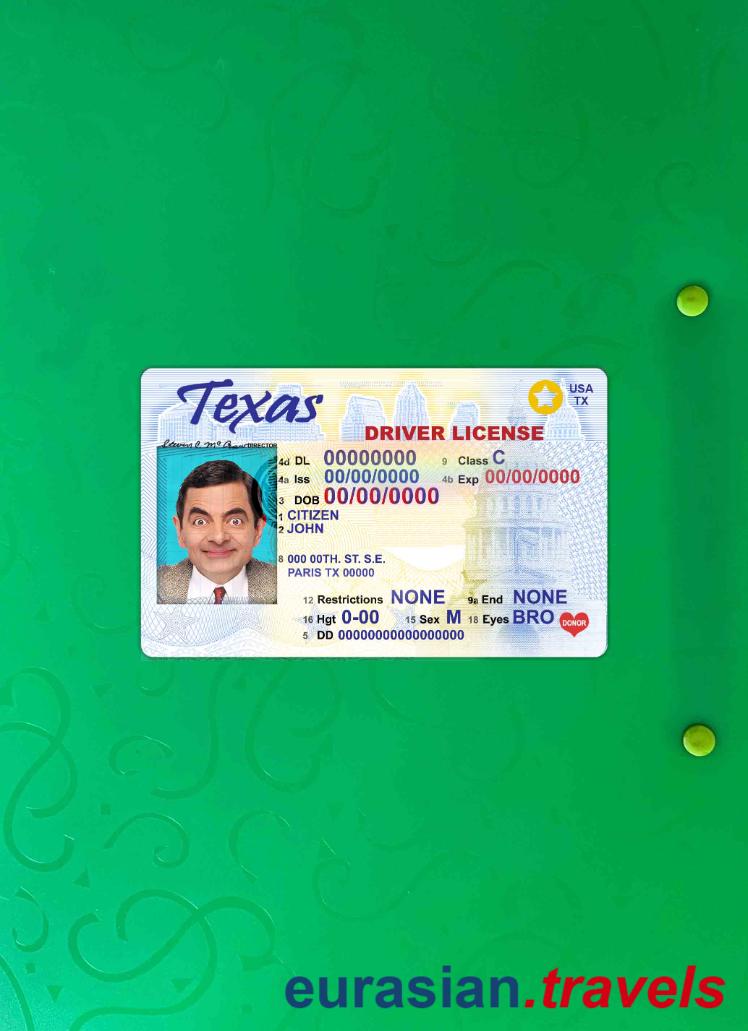 Texas
USA
TX
DRIVER LICENSE
DIRECTOR
4d DL 00000000 9 Class C
4a Iss 00/00/0000 4b Exp 00/00/0000
3 DOB 00/00/0000
1 CITIZEN
2 JOHN
8 000 00TH. ST. S.E.
PARIS TX 00000
12 Restrictions NONE 9a End NONE
16 Hgt 0-00 15 Sex M 18 Eyes BRO DONOR
5 DD 00000000000000000
eurasian.travels